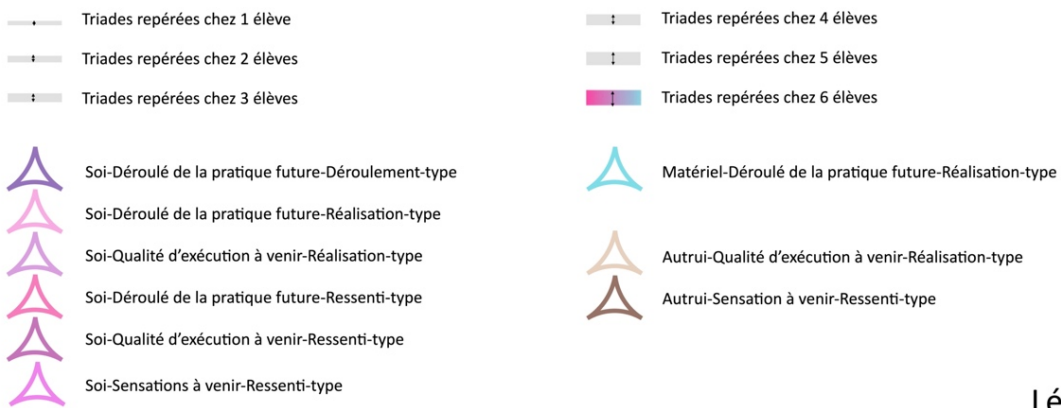 Triades repérées chez 1 élève
Triades repérées chez 2 élèves
Triades repérées chez 3 élèves
Triades repérées chez 4 élèves
Triades repérées chez 5 élèves
Triades repérées chez 6 élèves
Soi-Déroulé de la pratique future-Déroulement-type
Soi-Déroulé de la pratique future-Réalisation-type
Soi-Qualité d’exécution à venir-Réalisation-type
Soi-Déroulé de la pratique future-Ressenti-type
Soi-Qualité d’exécution à venir-Ressenti-type
Soi-Sensations à venir-Ressenti-type
Matériel-Déroulé de la pratique future-Réalisation-type
Autrui-Qualité d’exécution à venir-Réalisation-type
Autrui-Sensation à venir-Ressenti-type
Lé